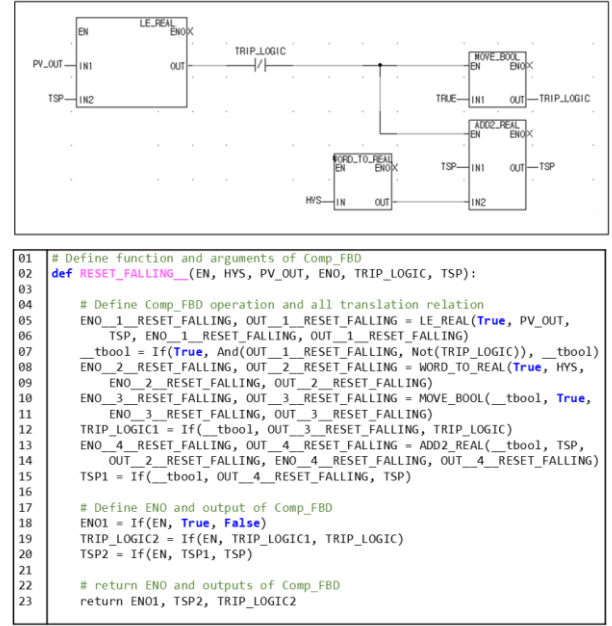 LE_REAL
EN ENO
PV_OUT IN1 OUT
TSP IN2
TRIP_LOGIC
MOVE_BOOL
EN ENO
TRUE IN1 OUT TRIP_LOGIC
ADD2_REAL
EN ENO
TSP IN1 OUT TSP
IN2
WORD_TO_REAL
EN ENO
HYS IN OUT
01 # Define function and arguments of Comp_FBD
02 def RESET_FALLING__(EN, HYS, PV_OUT, ENO, TRIP_LOGIC, TSP):
03
04 # Define Comp_FBD operation and all translation relation
05 ENO__1__RESET_FALLING, OUT__1__RESET_FALLING = LE_REAL(True, PV_OUT,
06 TSP, ENO__1__RESET_FALLING, OUT__1__RESET_FALLING)
07 __tbool = If(True, And(OUT__1__RESET_FALLING, Not(TRIP_LOGIC)), __tbool)
08 ENO__2__RESET_FALLING, OUT__2__RESET_FALLING = WORD_TO_REAL(True, HYS,
09 ENO__2__RESET_FALLING, OUT__2__RESET_FALLING)
10 ENO__3__RESET_FALLING, OUT__3__RESET_FALLING = MOVE_BOOL(__tbool, True,
11 ENO__3__RESET_FALLING, OUT__3__RESET_FALLING)
12 TRIP_LOGIC1 = If(__tbool, OUT__3__RESET_FALLING, TRIP_LOGIC)
13 ENO__4__RESET_FALLING, OUT__4__RESET_FALLING = ADD2_REAL(__tbool, TSP,
14 OUT__2__RESET_FALLING, ENO__4__RESET_FALLING, OUT__4__RESET_FALLING)
15 TSP1 = If(__tbool, OUT__4__RESET_FALLING, TSP)
16
17 # Define ENO and output of Comp_FBD
18 ENO1 = If(EN, True, False)
19 TRIP_LOGIC2 = If(EN, TRIP_LOGIC1, TRIP_LOGIC)
20 TSP2 = If(EN, TSP1, TSP)
21
22 # return ENO and outputs of Comp_FBD
23 return ENO1, TSP2, TRIP_LOGIC2